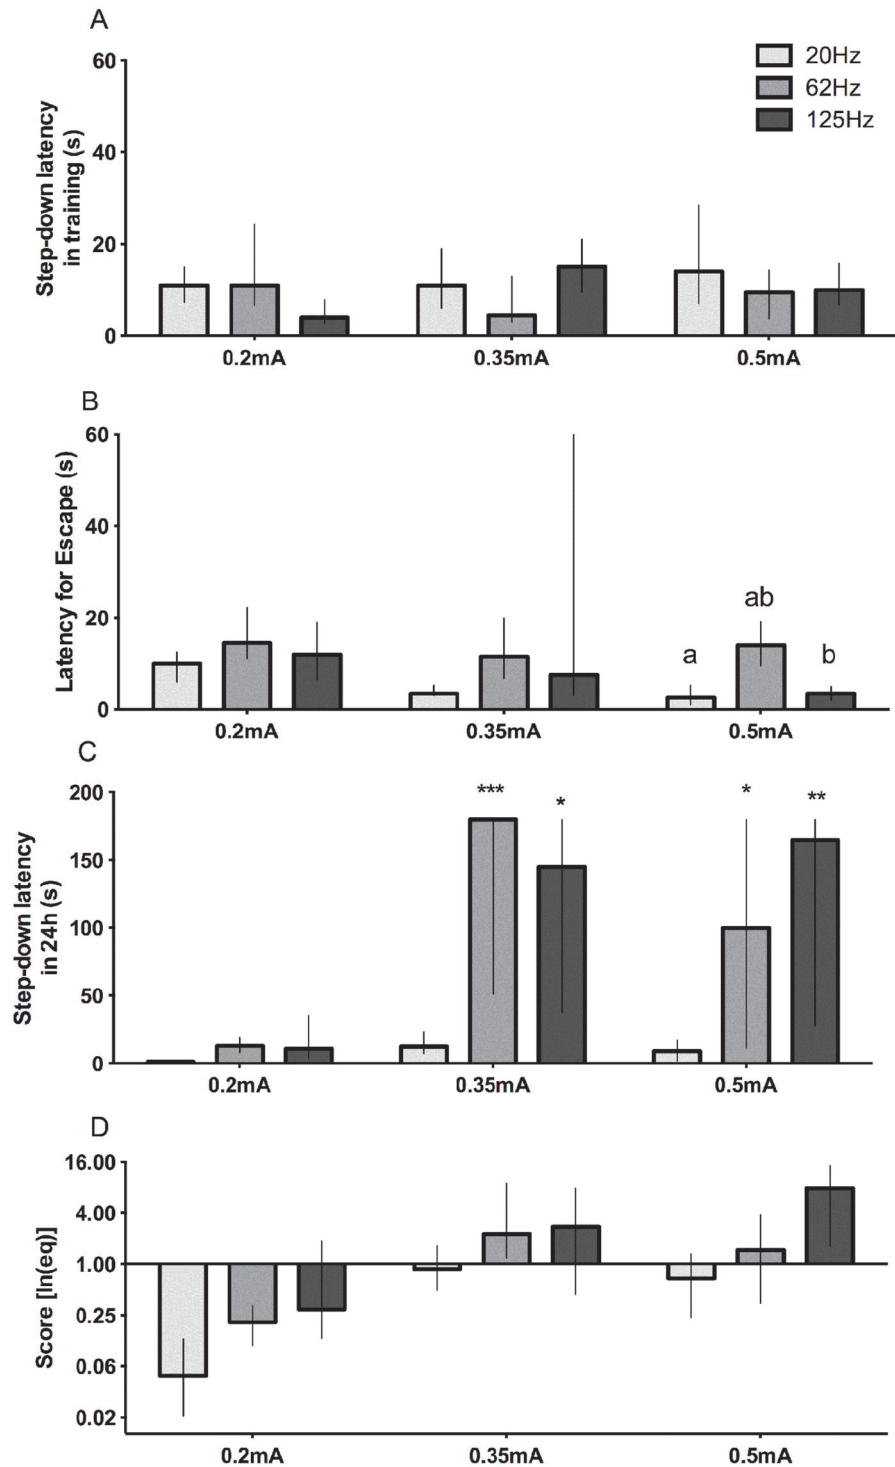 A
Step-down latency
in training (s)
60
40
20
0
20Hz
62Hz
125Hz
0.2mA 0.35mA 0.5mA
B
Latency for Escape (s)
60
40
20
0
a ab b
0.2mA 0.35mA 0.5mA
C
Step-down latency
in 24h (s)
200
150
100
50
0
*** * * **
0.2mA 0.35mA 0.5mA
D
Score [ln(eq)]
16.00
4.00
1.00
0.25
0.06
0.02
0.2mA 0.35mA 0.5mA